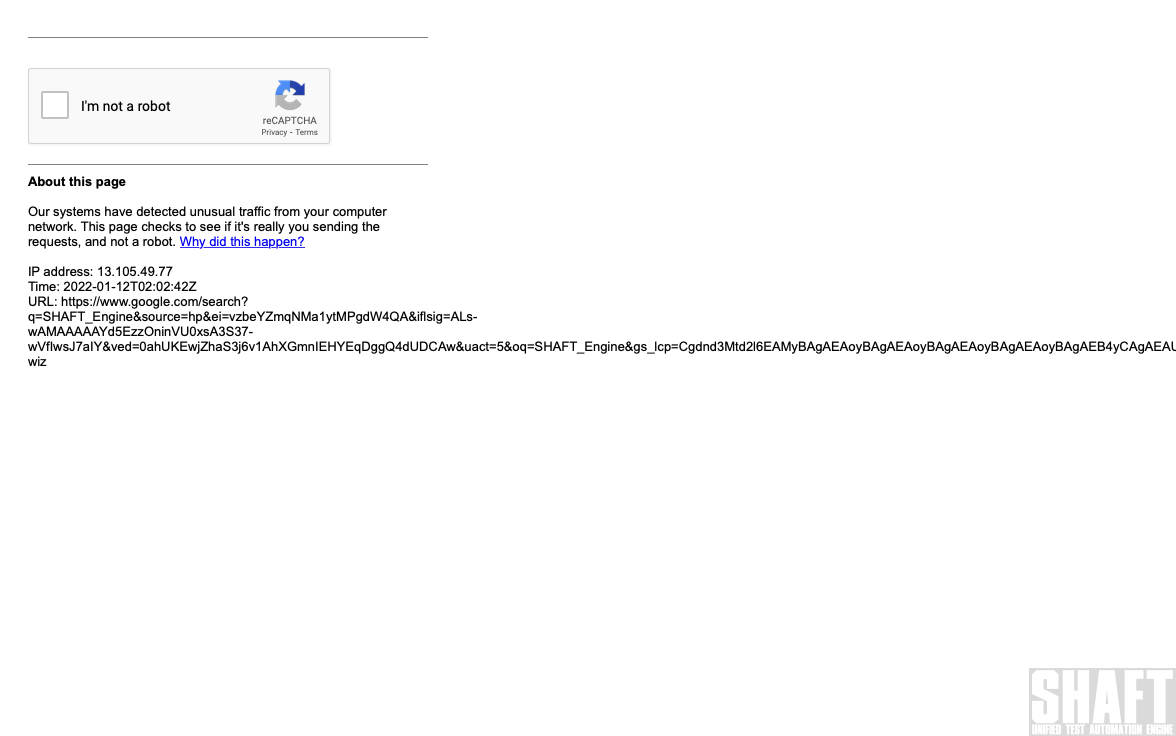 I'm not a robot
reCAPTCHA
Privacy - Terms
About this page
Our systems have detected unusual traffic from your computer
network. This page checks to see if it's really you sending the
requests, and not a robot. Why did this happen?
IP address: 13.105.49.77
Time: 2022-01-12T02:02:42Z
URL: https://www.google.com/search?
q=SHAFT_Engine&source=hp&ei=vzbeYZmqNMa1ytMPgdW4QA&iflsig=ALs-
wAMAAAAAYd5EzzOninVU0xsA3S37-
wVflwsJ7aIY&ved=0ahUKEwjZhaS3j6v1AhXGmnIEHYEqDggQ4dUDCAw&uact=5&oq=SHAFT_Engine&gs_lcp=Cgdnd3Mtd2l6EAMyBAgAEAoyBAgAEAoyBAgAEAoyBAgAEAoyBAgAEB4yCAgAEAU
wiz
SHAFT
UNIFIED TEST AUTOMATION ENGINE